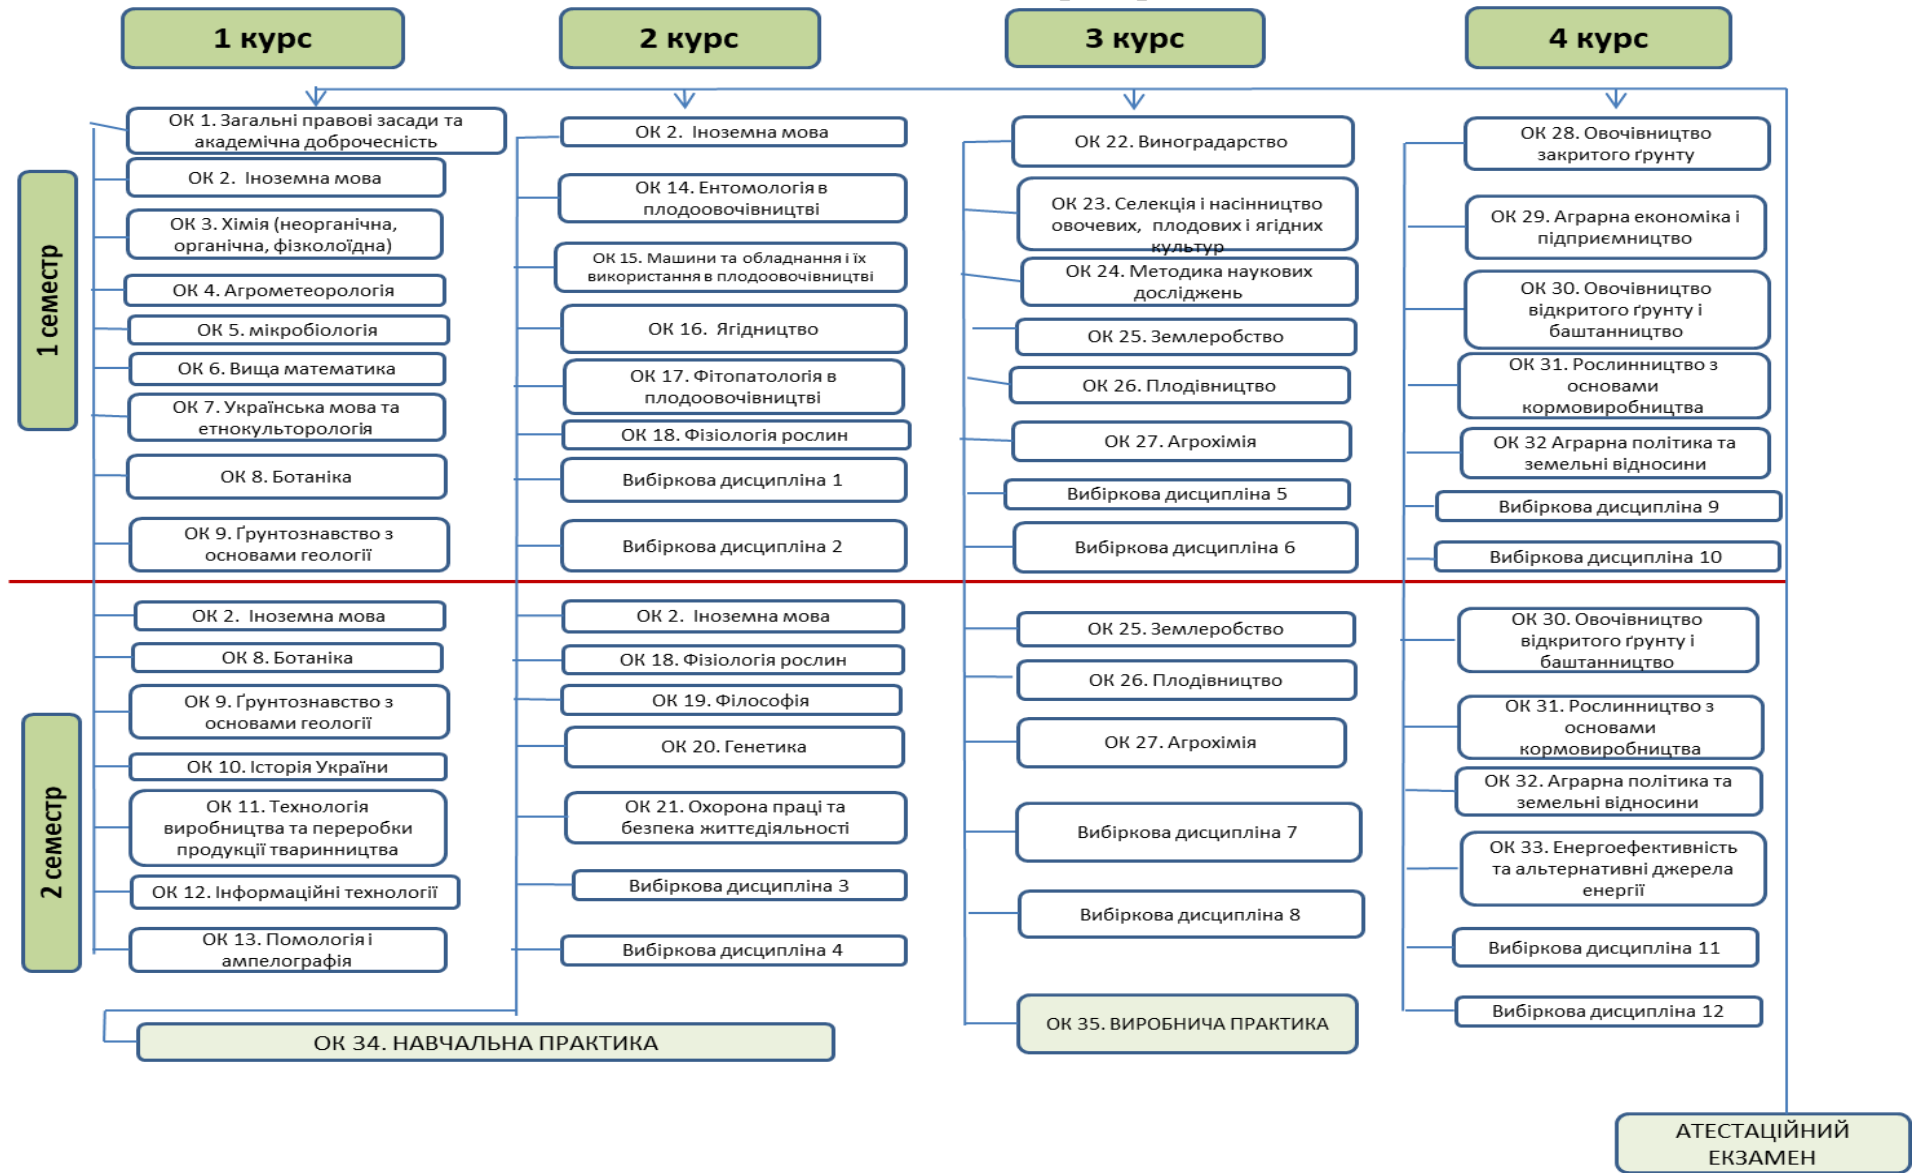 1 курс
2 курс
3 курс
4 курс
1 семестр
ОК 1. Загальні правові засади та
академічна доброчесність
ОК 2. Іноземна мова
ОК 3. Хімія (неорганічна,
органічна, фізколоїдна)
ОК 4. Агрометеорологія
ОК 5. мікробіологія
ОК 6. Вища математика
ОК 7. Українська мова та
етнокульторологія
ОК 8. Ботаніка
ОК 9. Ґрунтознавство з
основами геології
ОК 2. Іноземна мова
ОК 14. Ентомологія в
плодоовочівництві
ОК 15. Машини та обладнання і їх
використання в плодоовочівництві
ОК 16. Ягідництво
ОК 17. Фітопатологія в
плодоовочівництві
ОК 18. Фізіологія рослин
Вибіркова дисципліна 1
Вибіркова дисципліна 2
ОК 22. Виноградарство
ОК 23. Селекція і насінництво
овочевих, плодових і ягідних
культур
ОК 24. Методика наукових
досліджень
ОК 25. Землеробство
ОК 26. Плодівництво
ОК 27. Агрохімія
Вибіркова дисципліна 5
Вибіркова дисципліна 6
ОК 28. Овочівництво
закритого ґрунту
ОК 29. Аграрна економіка і
підприємництво
ОК 30. Овочівництво
відкритого ґрунту і
баштанництво
ОК 31. Рослинництво з
основами
кормовиробництва
ОК 32 Аграрна політика та
земельні відносини
Вибіркова дисципліна 9
Вибіркова дисципліна 10
2 семестр
ОК 2. Іноземна мова
ОК 8. Ботаніка
ОК 9. Ґрунтознавство з
основами геології
ОК 10. Історія України
ОК 11. Технологія
виробництва та переробки
продукції тваринництва
ОК 12. Інформаційні технології
ОК 13. Помологія і
ампелографія
ОК 2. Іноземна мова
ОК 18. Фізіологія рослин
ОК 19. Філософія
ОК 20. Генетика
ОК 21. Охорона праці та
безпека життєдіяльності
Вибіркова дисципліна 3
Вибіркова дисципліна 4
ОК 25. Землеробство
ОК 26. Плодівництво
ОК 27. Агрохімія
Вибіркова дисципліна 7
Вибіркова дисципліна 8
ОК 30. Овочівництво
відкритого ґрунту і
баштанництво
ОК 31. Рослинництво з
основами
кормовиробництва
ОК 32. Аграрна політика та
земельні відносини
ОК 33. Енергоефективність
та альтернативні джерела
енергії
Вибіркова дисципліна 11
Вибіркова дисципліна 12
ОК 34. НАВЧАЛЬНА ПРАКТИКА
ОК 35. ВИРОБНИЧА ПРАКТИКА
АТЕСТАЦІЙНИЙ
ЕКЗАМЕН